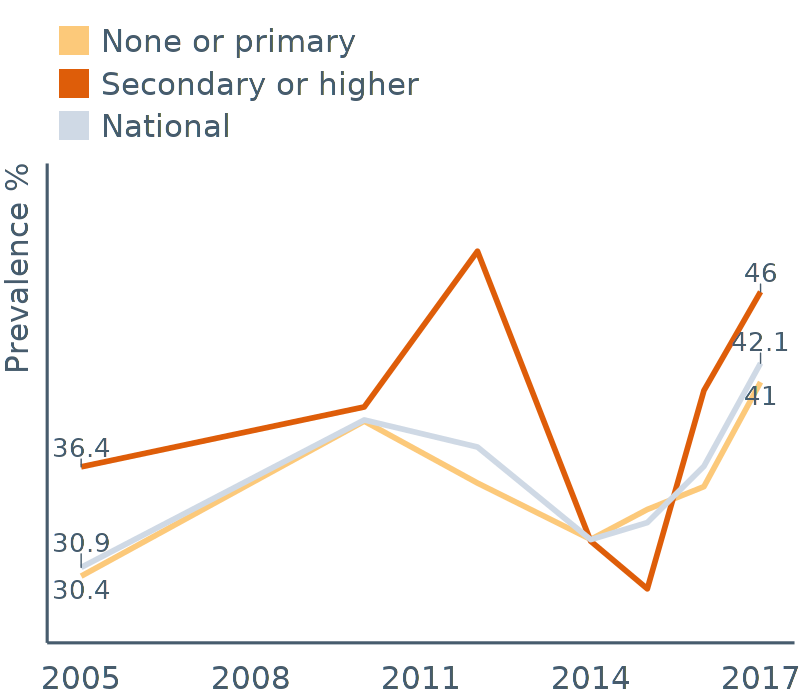 None or primary
Secondary or higher
National
Prevalence %
46
42.1
41
36.4
30.9
30.4
2005 2008 2011 2014 2017